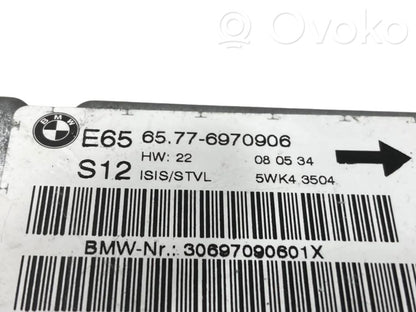 Ovoko
BMW
E65 65.77-6970906
HW: 22 08 05 34
S12 ISIS/STVL 5WK4 3504
BMW-Nr.: 30697090601X